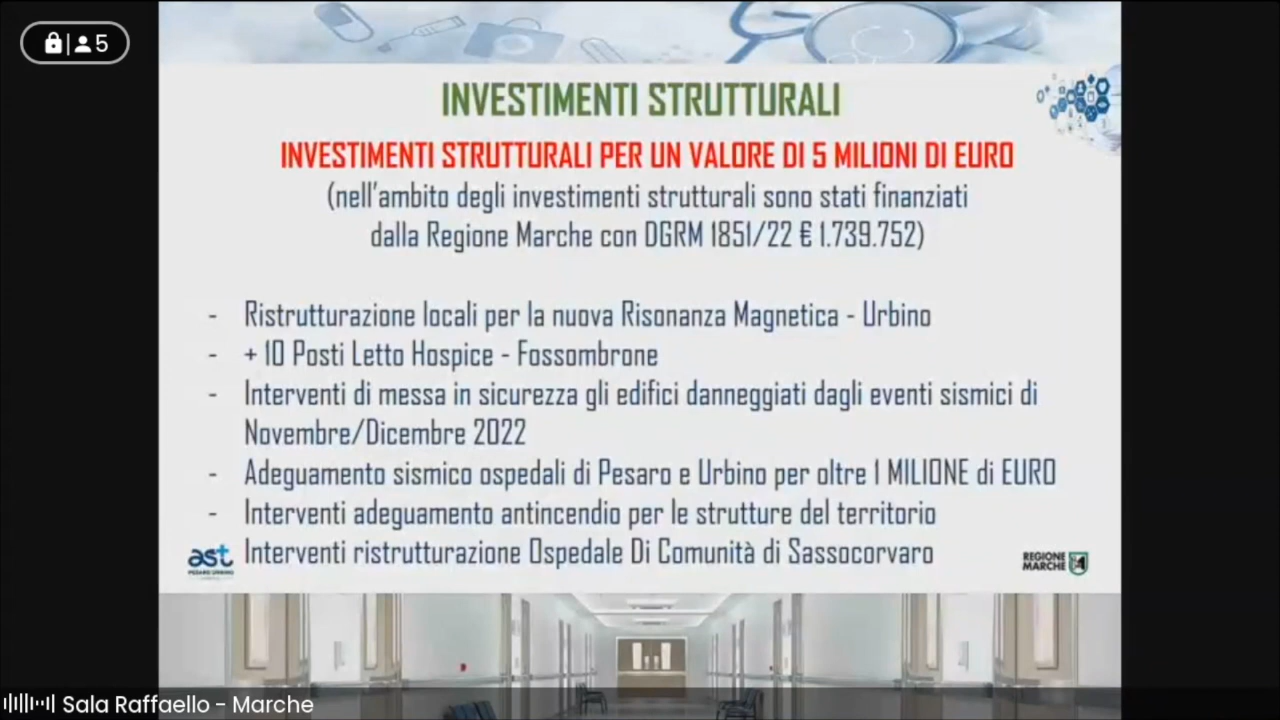 5
INVESTIMENTI STRUTTURALI
INVESTIMENTI STRUTTURALI PER UN VALORE DI 5 MILIONI DI EURO
(nell'ambito degli investimenti strutturali sono stati finanziati
dalla Regione Marche con DGRM 1851/22 € 1.739.752)
- Ristrutturazione locali per la nuova Risonanza Magnetica - Urbino
- + 10 Posti Letto Hospice - Fossombrone
- Interventi di messa in sicurezza gli edifici danneggiati dagli eventi sismici di
Novembre/Dicembre 2022
- Adeguamento sismico ospedali di Pesaro e Urbino per oltre 1 MILIONE di EURO
- Interventi adeguamento antincendio per le strutture del territorio
Interventi ristrutturazione Ospedale Di Comunità di Sassocorvaro
ast
PESARO URBINO
REGIONE
MARCHE
Sala Raffaello - Marche